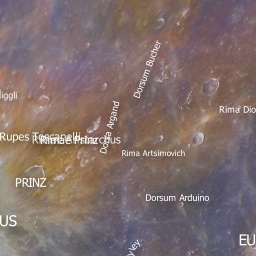 Dorsum Bucher
Rima Dio
Dorsa Argand
Rupes Toscanelli
Rimae Prinz
Rima Artsimovich
PRINZ
Dorsum Arduino
US
EU